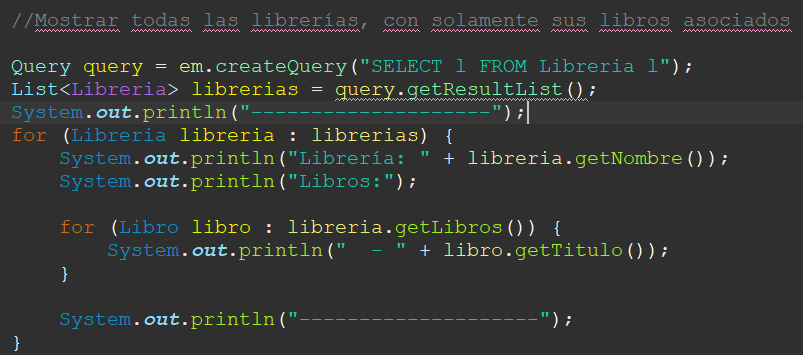 //Mostrar todas las librerías, con solamente sus libros asociados
Query query = em.createQuery("SELECT l FROM Libreria l");
List<Libreria> librerias = query.getResultList();
System.out.println("--------------------");
for (Libreria libreria : librerias) {
    System.out.println("Librería: " + libreria.getNombre());
    System.out.println("Libros:");
    for (Libro libro : libreria.getLibros()) {
        System.out.println("  - " + libro.getTitulo());
    }
    System.out.println("--------------------");
}